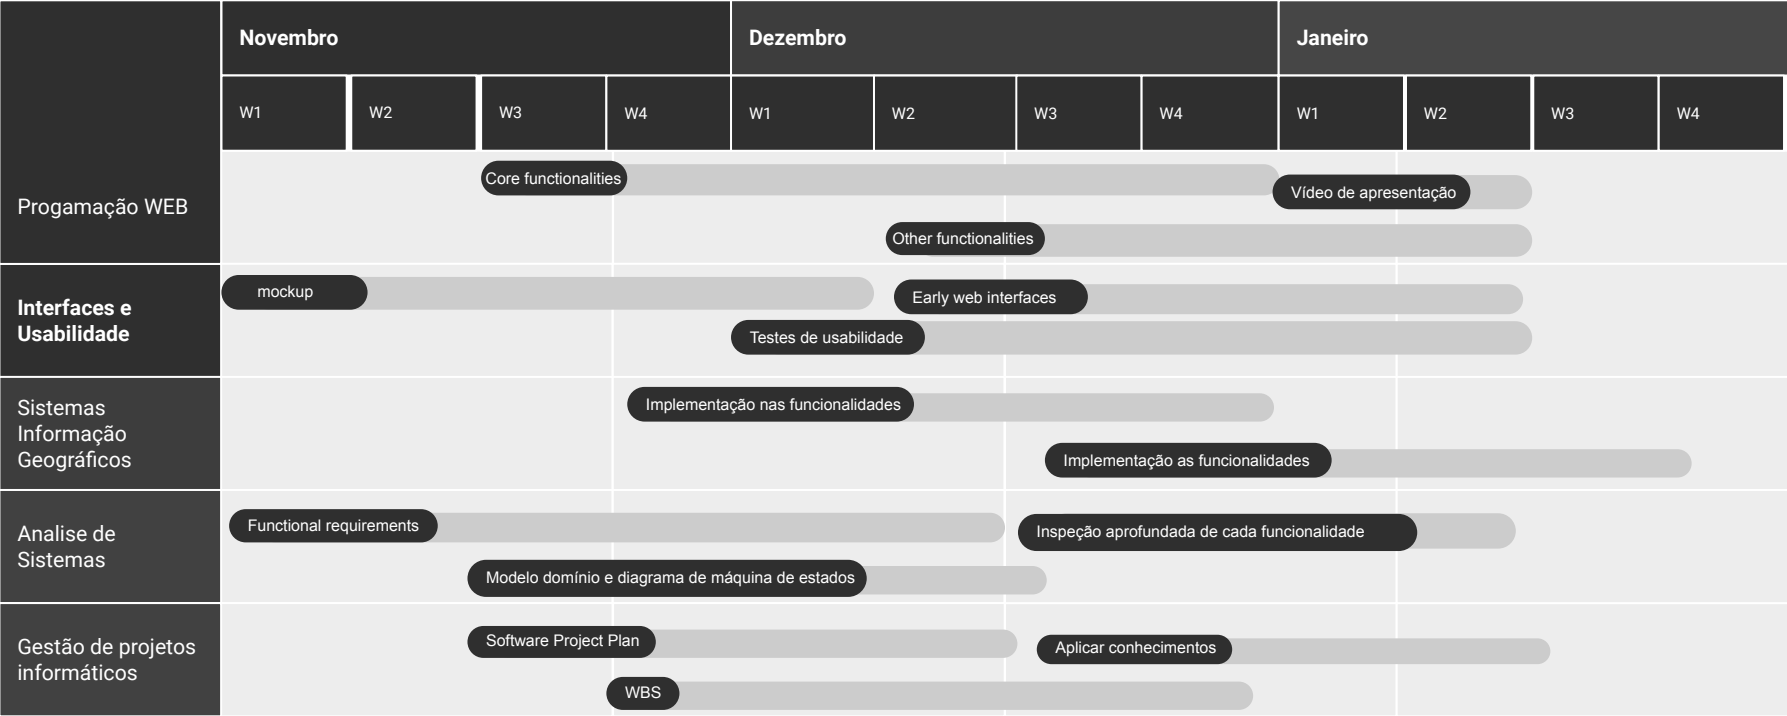 Novembro
Dezembro
Janeiro
W1
W2
W3
W4
W1
W2
W3
W4
W1
W2
W3
W4
Progamação WEB
Core functionalities
Vídeo de apresentação
Other functionalities
Interfaces e
Usabilidade
mockup
Early web interfaces
Testes de usabilidade
Sistemas
Informação
Geográficos
Implementação nas funcionalidades
Implementação as funcionalidades
Analise de
Sistemas
Functional requirements
Inspeção aprofundada de cada funcionalidade
Modelo domínio e diagrama de máquina de estados
Gestão de projetos
informáticos
Software Project Plan
Aplicar conhecimentos
WBS